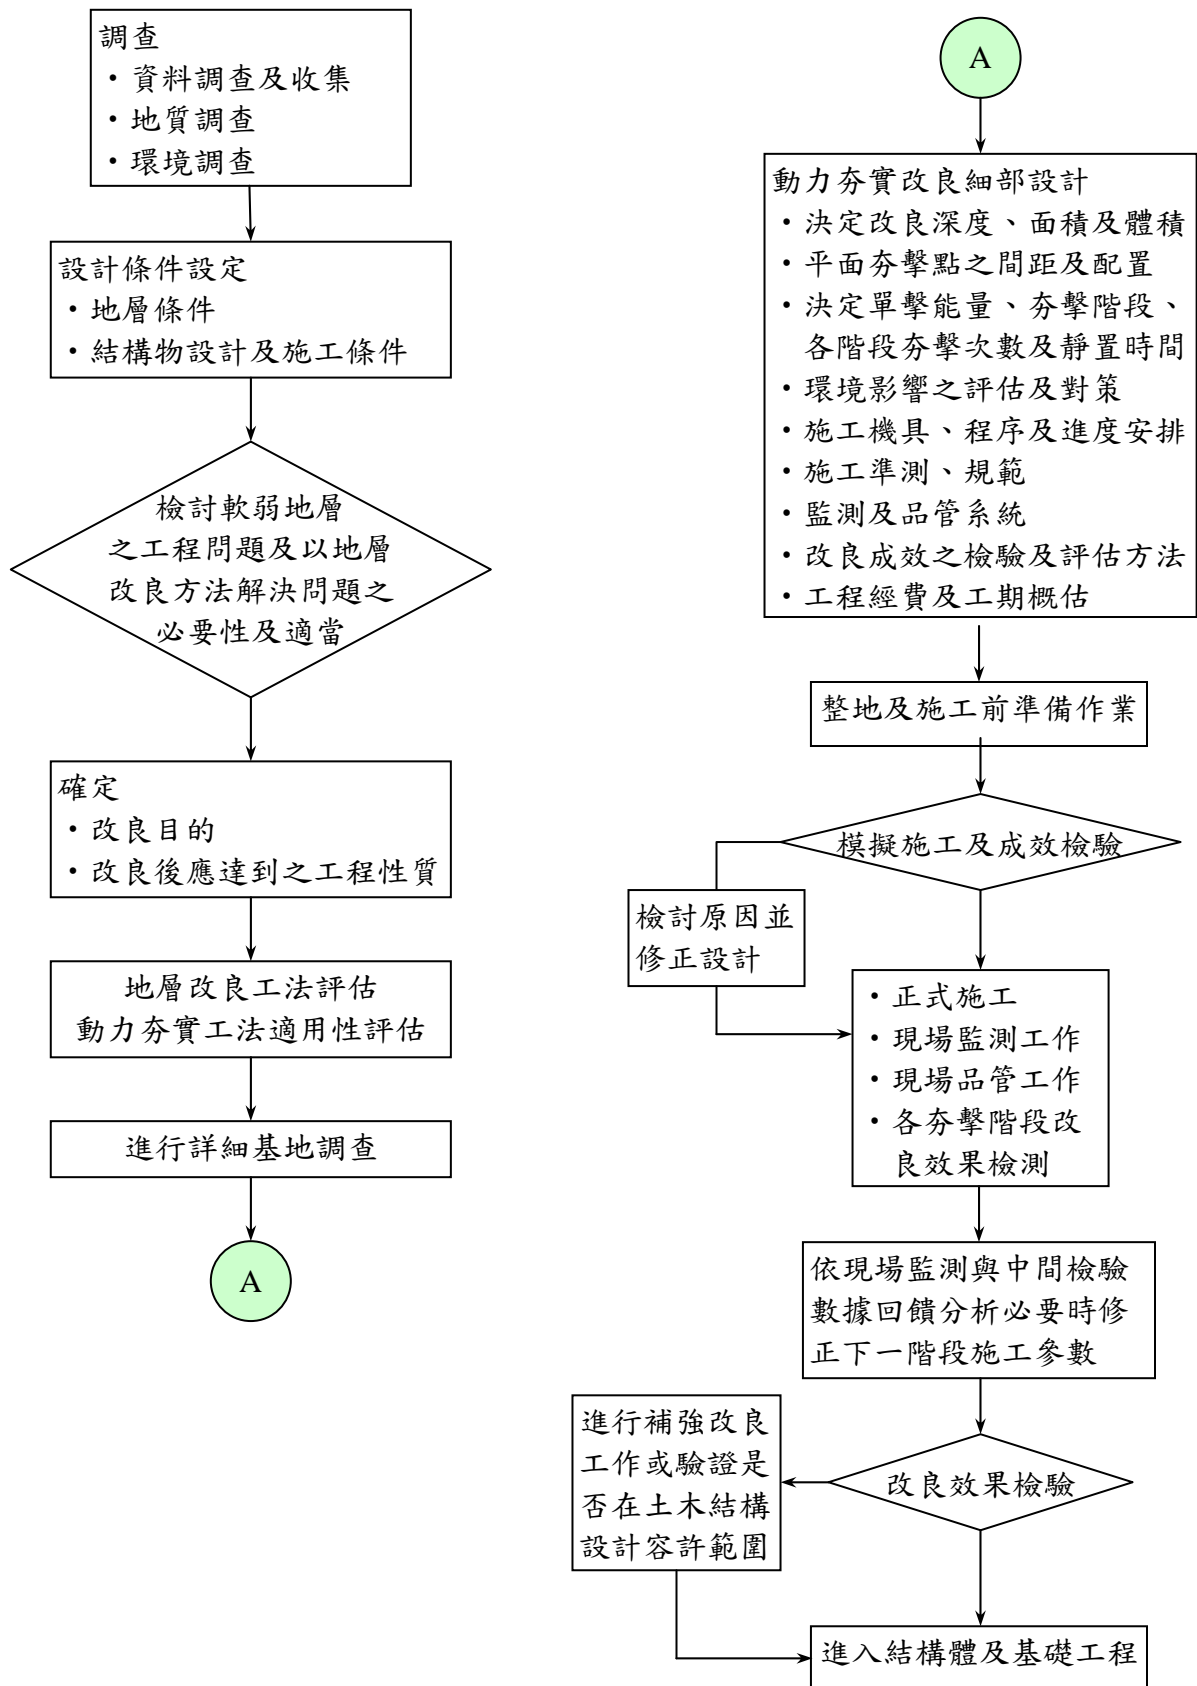 調查
・資料調查及收集
・地質調查
・環境調查
設計條件設定
・地層條件
・結構物設計及施工條件
檢討軟弱地層
之工程問題及以地層
改良方法解決問題之
必要性及適當
確定
・改良目的
・改良後應達到之工程性質
地層改良工法評估
動力夯實工法適用性評估
進行詳細基地調查
A
A
動力夯實改良細部設計
・決定改良深度、面積及體積
・平面夯擊點之間距及配置
・決定單擊能量、夯擊階段、
各階段夯擊次數及靜置時間
・環境影響之評估及對策
・施工機具、程序及進度安排
・施工準測、規範
・監測及品管系統
・改良成效之檢驗及評估方法
・工程經費及工期概估
整地及施工前準備作業
模擬施工及成效檢驗
檢討原因並
修正設計
・正式施工
・現場監測工作
・現場品管工作
・各夯擊階段改
良效果檢測
依現場監測與中間檢驗
數據回饋分析必要時修
正下一階段施工參數
進行補強改良
工作或驗證是
否在土木結構
設計容許範圍
改良效果檢驗
進入結構體及基礎工程